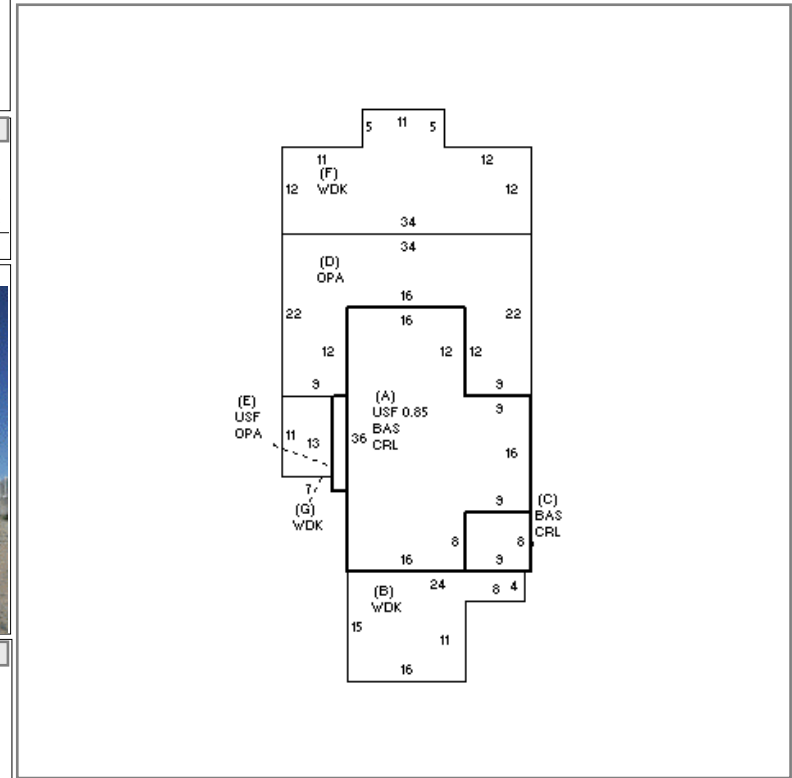 5 11 5
11 12
(F)
12 WDK 12
34
34
(D)
OPA
16
22 16 22
12 12 12
9 9
(E) (A) 9
USF USF 0.85
OPA BAS
11 13 36 CRL 16
7 9 (C)
(G) BAS
WDK CRL
8 8
16 9
(B) 24 8 4
WDK
15
11
16